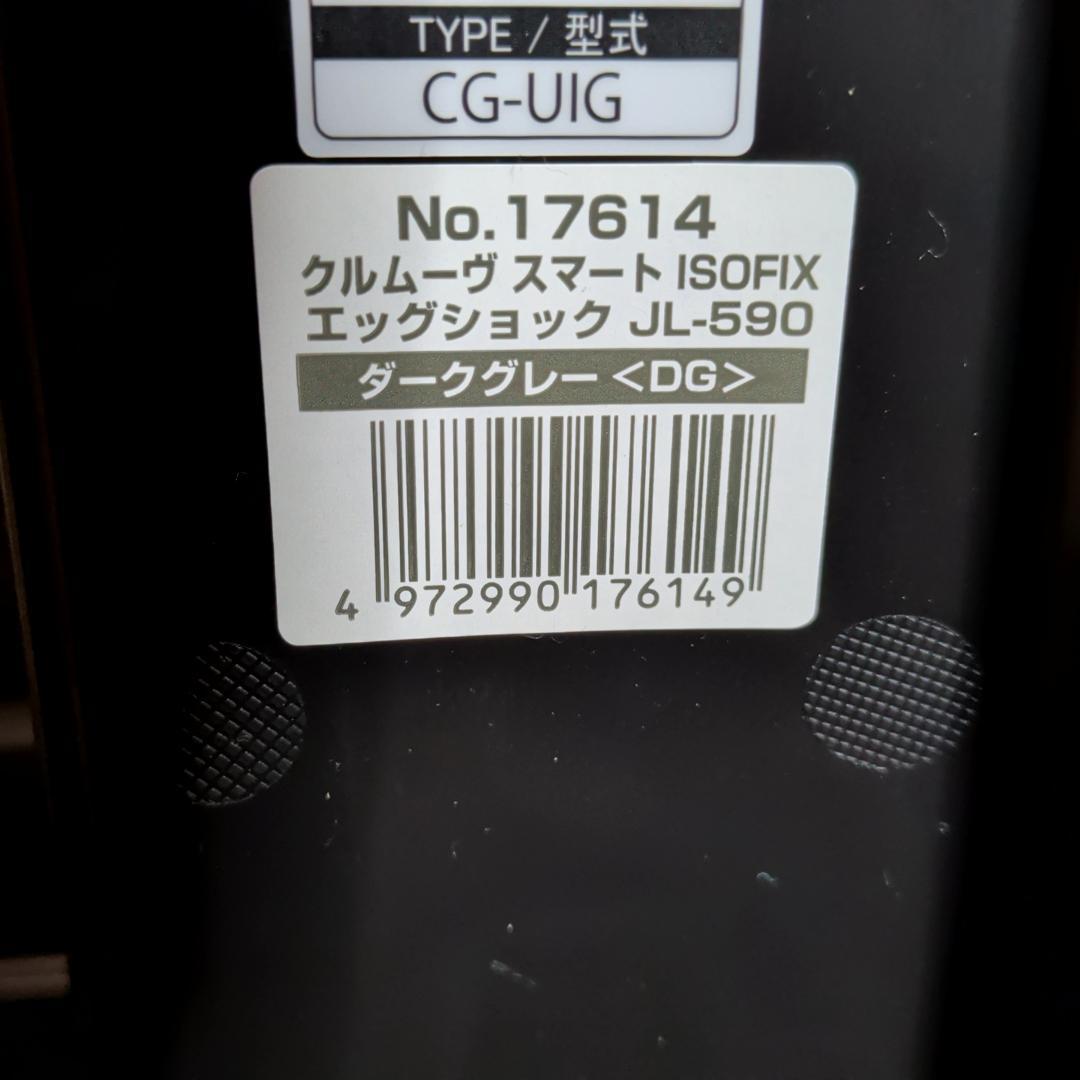 TYPE / 型式
CG-UIG
No.17614
クルムーヴ スマート ISOFIX
エッグショック JL-590
ダークグレー<DG>
4 972990 176149